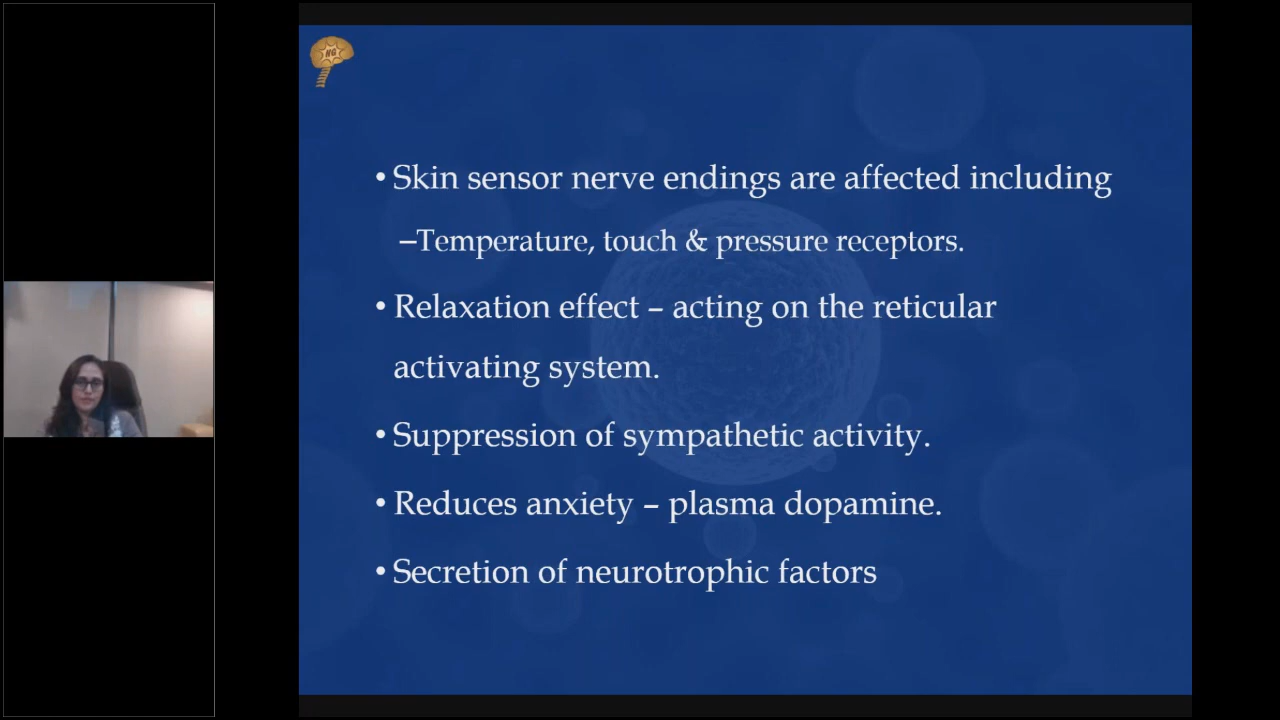 NG
• Skin sensor nerve endings are affected including
–Temperature, touch & pressure receptors.
• Relaxation effect – acting on the reticular
activating system.
• Suppression of sympathetic activity.
• Reduces anxiety – plasma dopamine.
• Secretion of neurotrophic factors